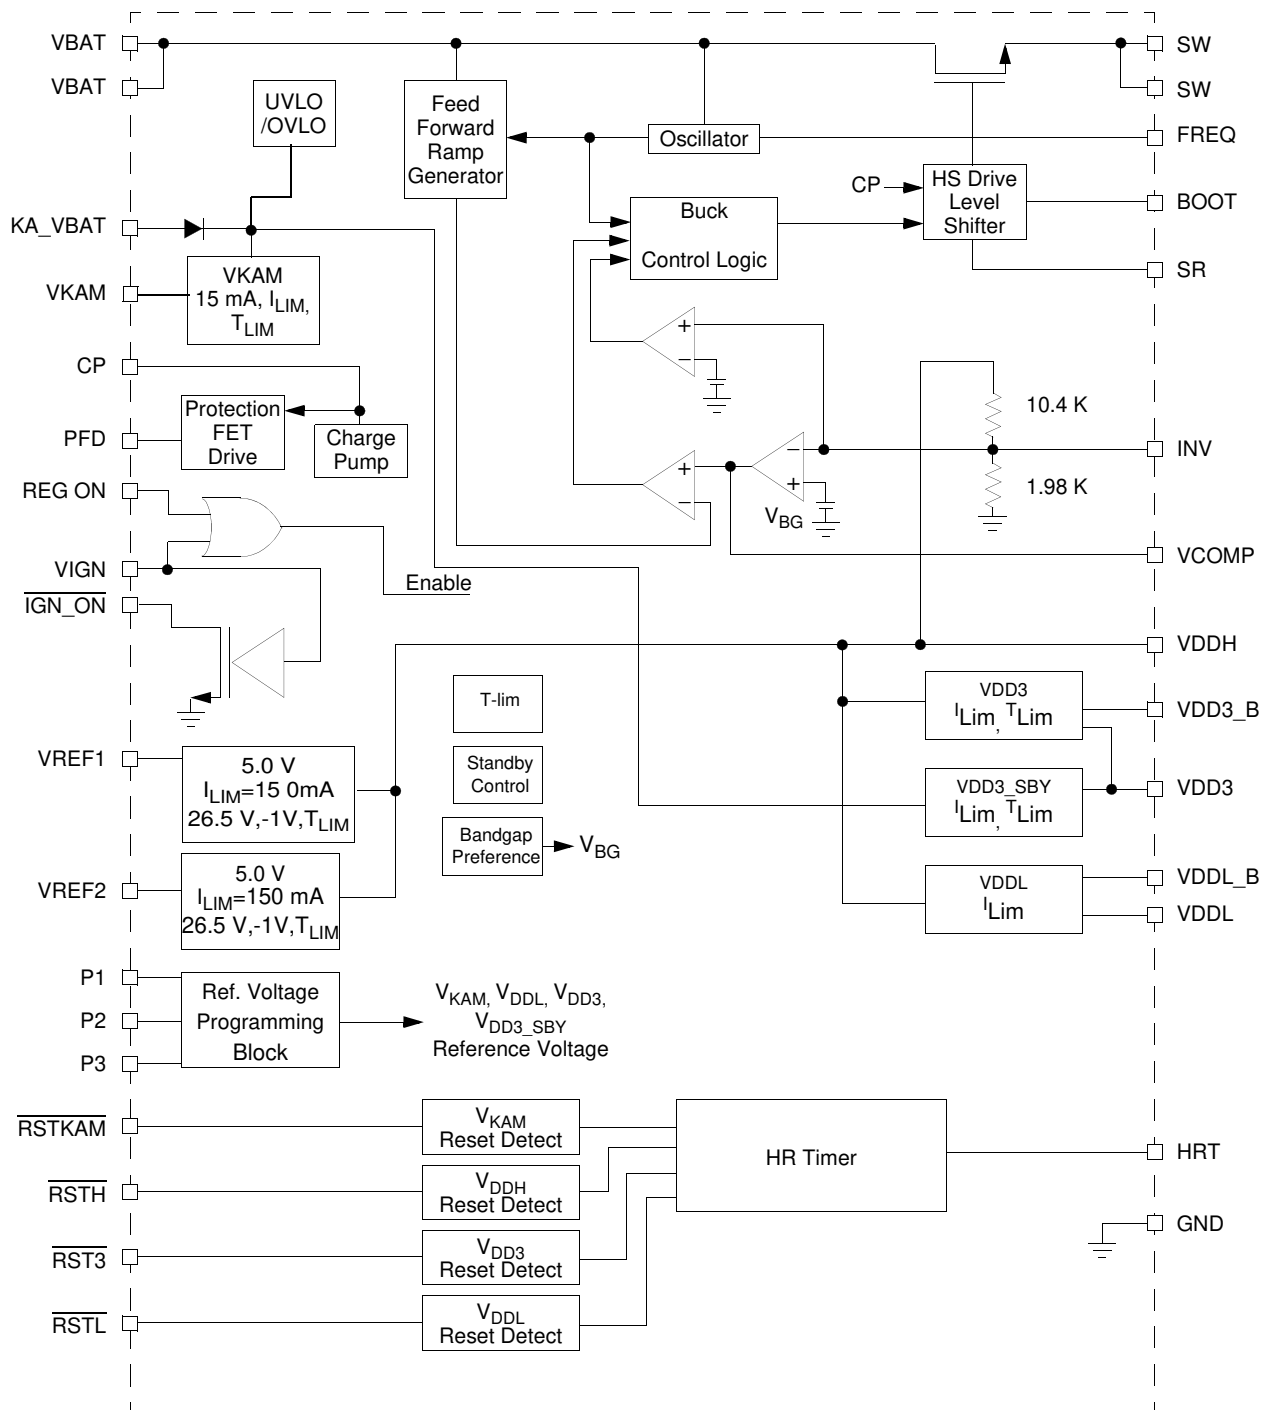 VBAT
VBAT
KA_VBAT
VKAM
CP
PFD
REG ON
VIGN
IGN_ON
VREF1
VREF2
P1
P2
P3
RSTKAM
RSTH
RST3
RSTL
UVLO
/OVLO
VKAM
15 mA, ILIM,
TLIM
Protection
FET
Drive
Charge
Pump
Feed
Forward
Ramp
Generator
Oscillator
Buck
Control Logic
CP
HS Drive
Level
Shifter
+
−
+
−
−
+
VBG
10.4 K
1.98 K
Enable
T-lim
Standby
Control
Bandgap
Preference
VBG
5.0 V
ILIM=15 0mA
26.5 V,-1V,TLIM
5.0 V
ILIM=150 mA
26.5 V,-1V,TLIM
VDD3
ILim, TLim
VDD3_SBY
ILim, TLim
VDDL
ILim
Ref. Voltage
Programming
Block
VKAM, VDDL, VDD3,
VDD3_SBY
Reference Voltage
VKAM
Reset Detect
VDDH
Reset Detect
VDD3
Reset Detect
VDDL
Reset Detect
HR Timer
SW
SW
FREQ
BOOT
SR
INV
VCOMP
VDDH
VDD3_B
VDD3
VDDL_B
VDDL
HRT
GND